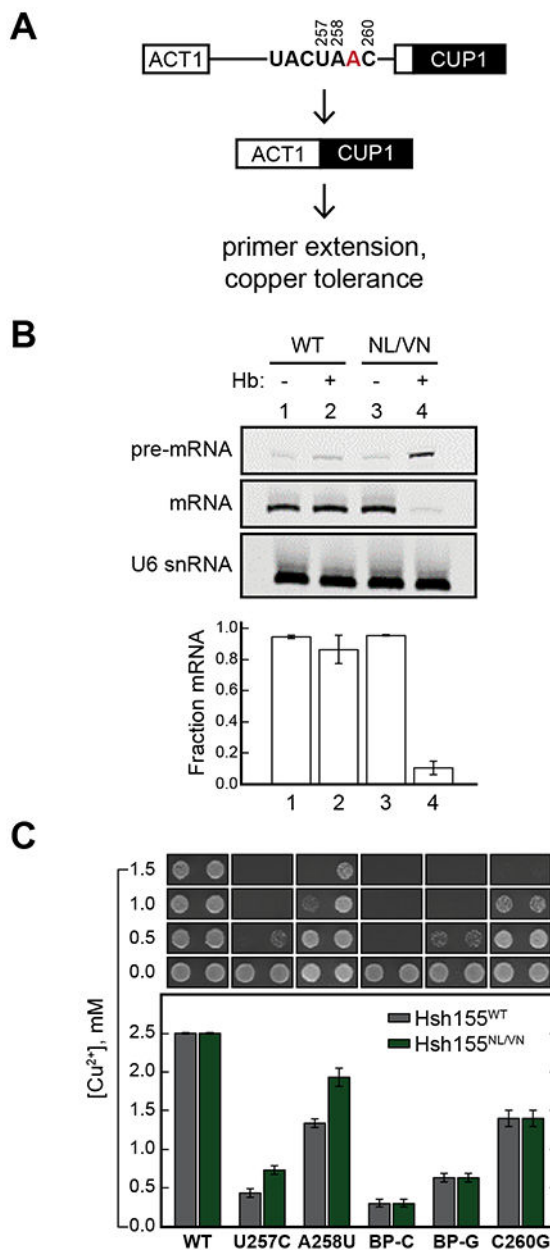 A
257
258
260
ACT1
UACUAAC
CUP1
ACT1
CUP1
primer extension,
copper tolerance
B
WT NL/VN
Hb: - + - +
1 2 3 4
pre-mRNA
mRNA
U6 snRNA
Fraction mRNA
1.0
0.8
0.6
0.4
0.2
0.0
1 2 3 4
C
1.5
1.0
0.5
0.0
[Cu2+], mM
2.5
2.0
1.5
1.0
0.5
0.0
Hsh155WT
Hsh155NL/VN
WT U257C A258U BP-C BP-G C260G